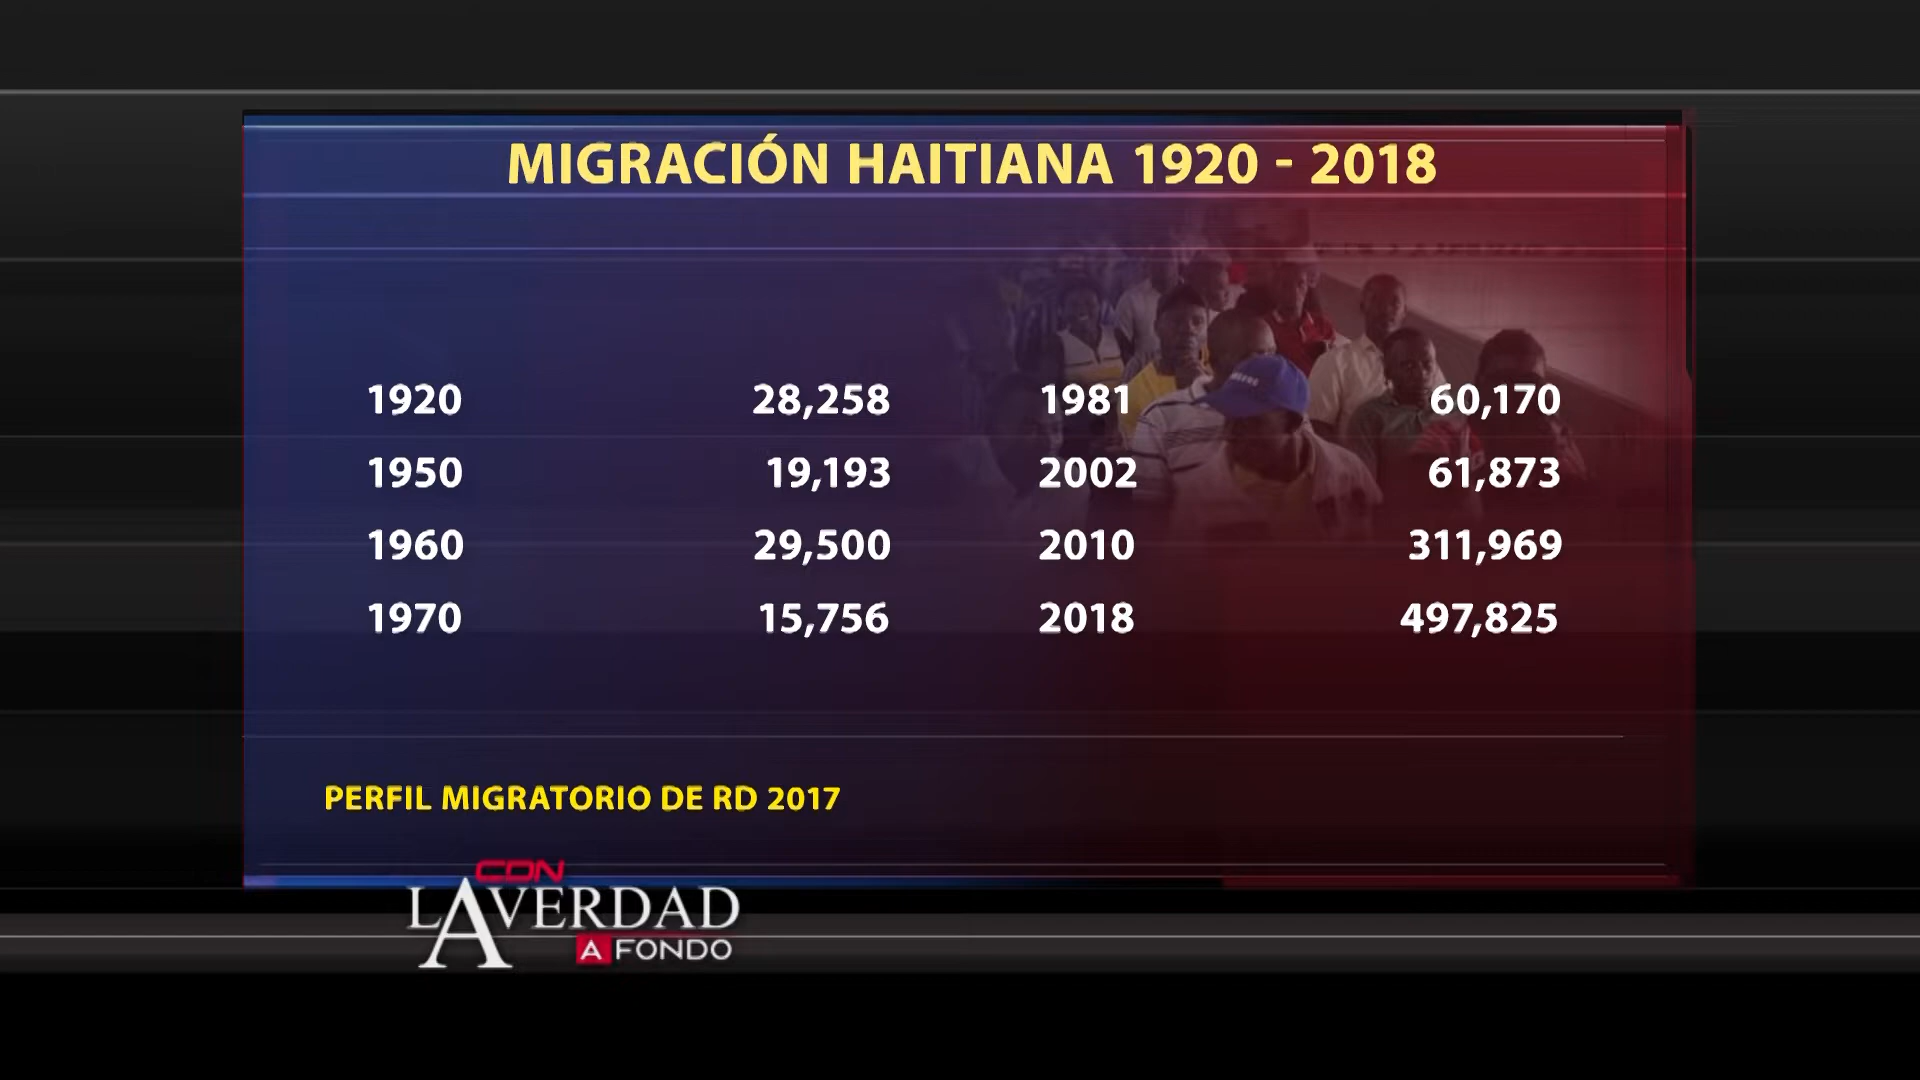 MIGRACIÓN HAITIANA 1920 - 2018
1920 28,258 1981 60,170
1950 19,193 2002 61,873
1960 29,500 2010 311,969
1970 15,756 2018 497,825
PERFIL MIGRATORIO DE RD 2017
CDN
LA VERDAD
A FONDO